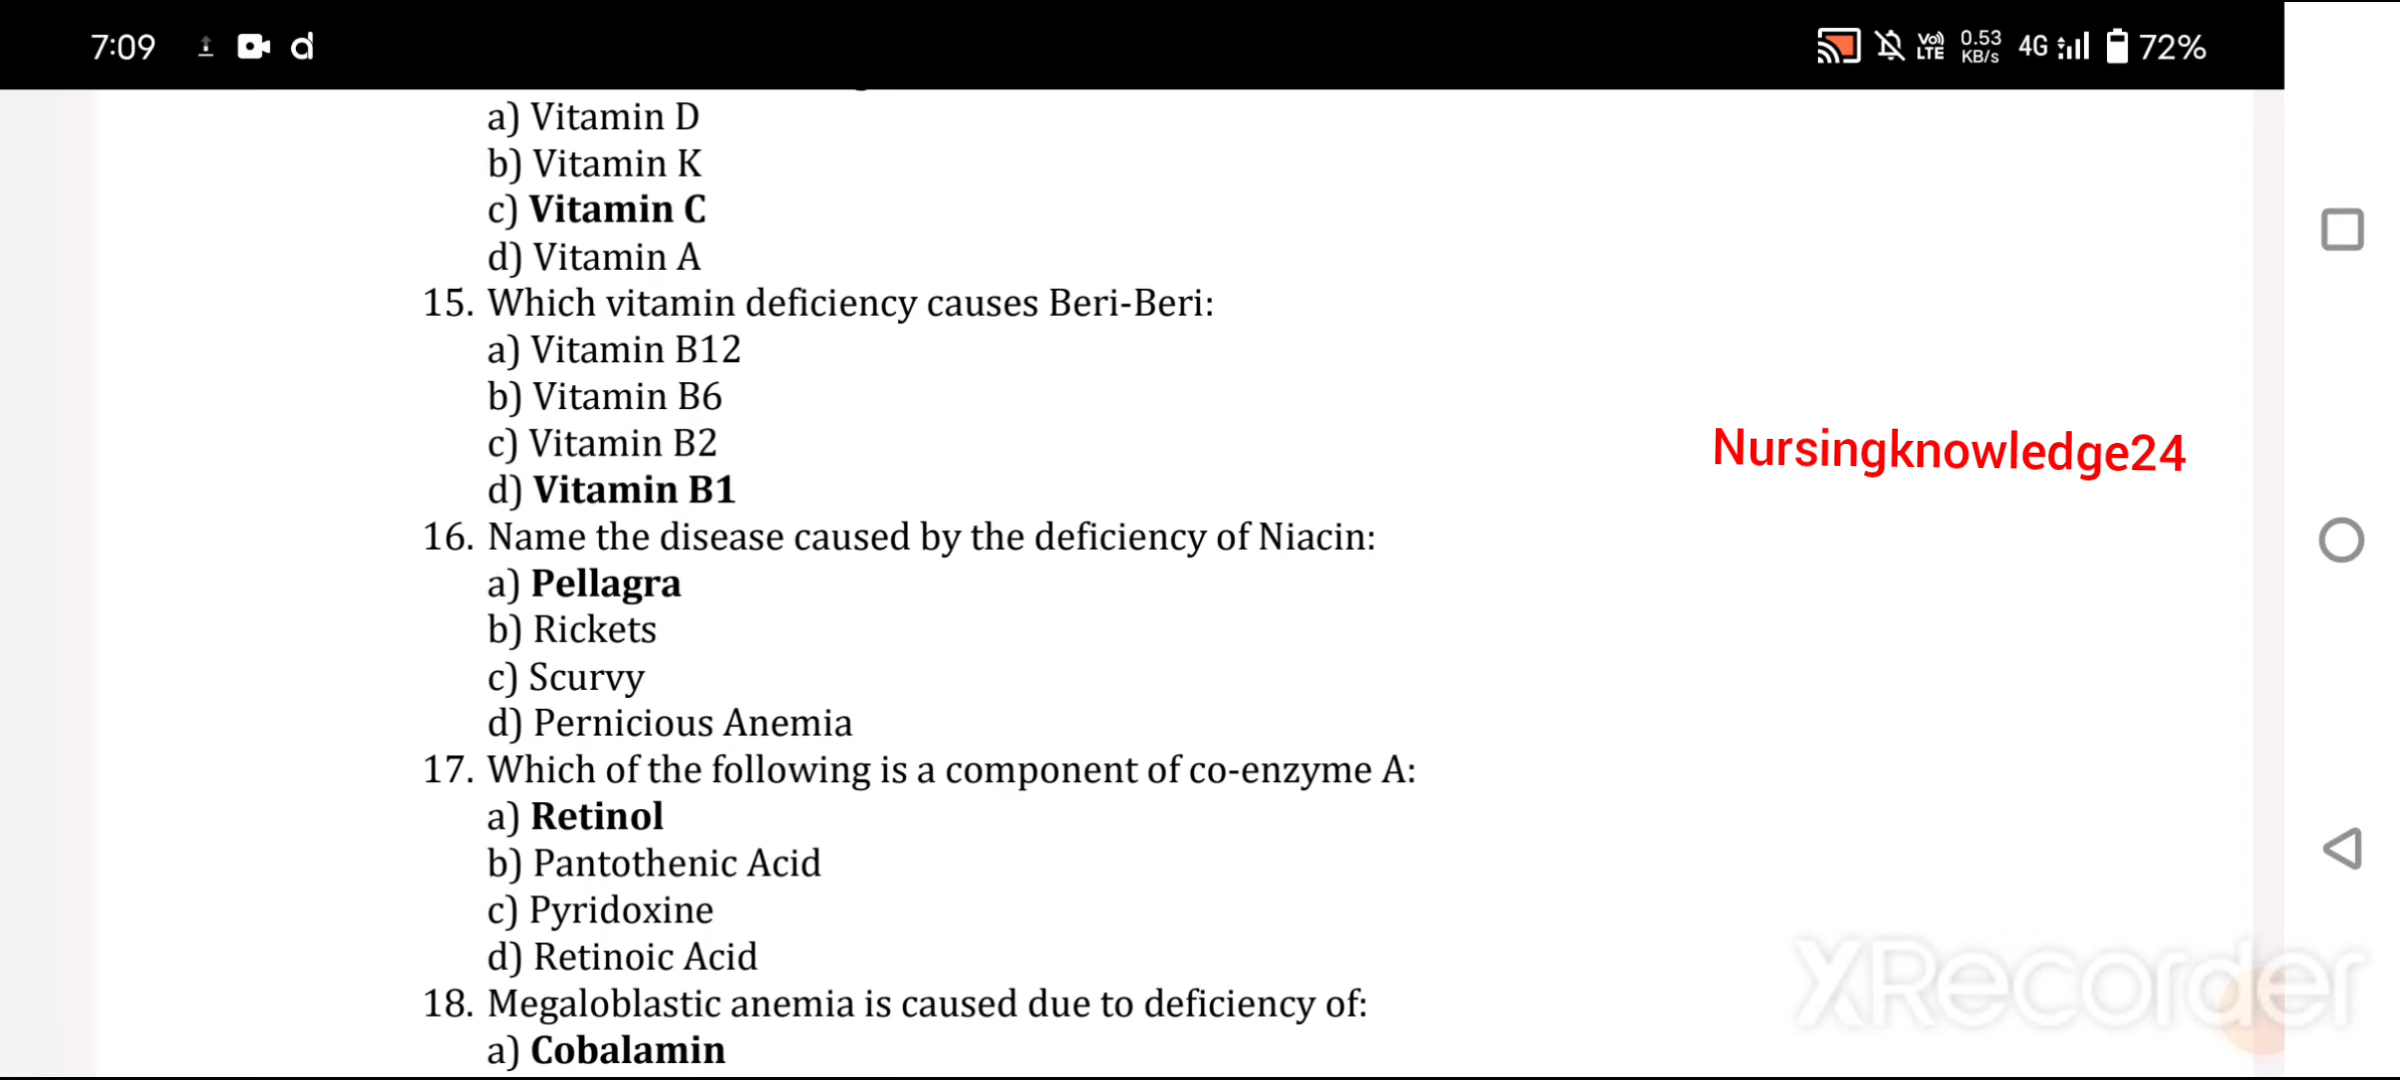 7:09 d Vo) LTE 0.53 KB/s 4G 72%
a) Vitamin D
b) Vitamin K
c) Vitamin C
d) Vitamin A
15. Which vitamin deficiency causes Beri-Beri:
a) Vitamin B12
b) Vitamin B6
c) Vitamin B2
d) Vitamin B1
Nursingknowledge24
16. Name the disease caused by the deficiency of Niacin:
a) Pellagra
b) Rickets
c) Scurvy
d) Pernicious Anemia
17. Which of the following is a component of co-enzyme A:
a) Retinol
b) Pantothenic Acid
c) Pyridoxine
d) Retinoic Acid
18. Megaloblastic anemia is caused due to deficiency of:
a) Cobalamin
XRecorder